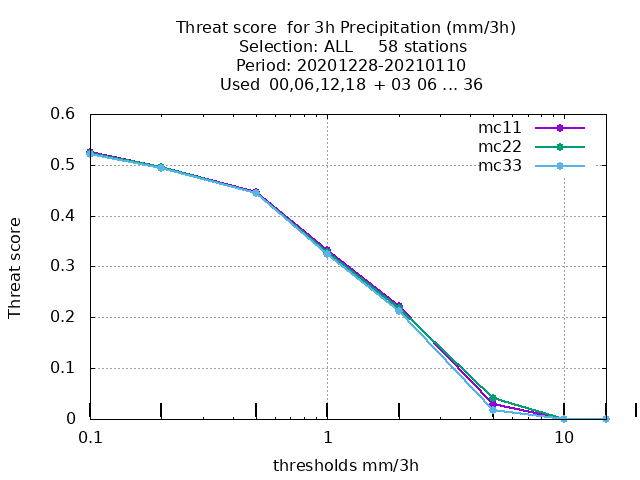 Threat score  for 3h Precipitation (mm/3h)
Selection: ALL     58 stations
Period: 20201228-20210110
Used  00,06,12,18  + 03 06 ... 36
mc11
mc22
mc33
0.6
0.5
0.4
0.3
0.2
0.1
0
Threat score
0.1 1 10
thresholds mm/3h